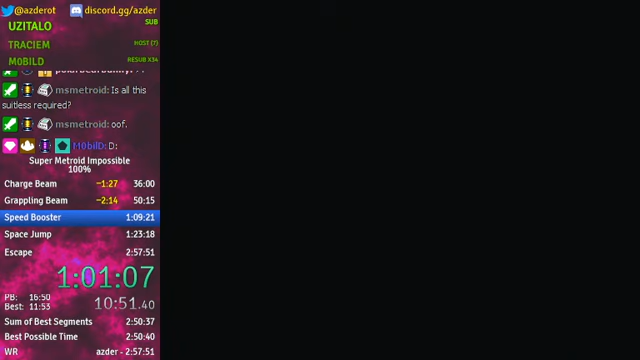 @azderot discord.gg/azder
UZITALO SUB
TRACIEM HOST (7)
M0BILD RESUB X34
msmetroid: Is all this
suitless required?
msmetroid: oof.
M0bilD: D:
Super Metroid Impossible
100%
Charge Beam −1:27 36:00
Grappling Beam −2:14 50:15
Speed Booster 1:09:21
Space Jump 1:23:18
Escape 2:57:51
1:01:07
PB: 16:50
Best: 11:53
10:51.40
Sum of Best Segments 2:50:37
Best Possible Time 2:50:40
WR azder - 2:57:51